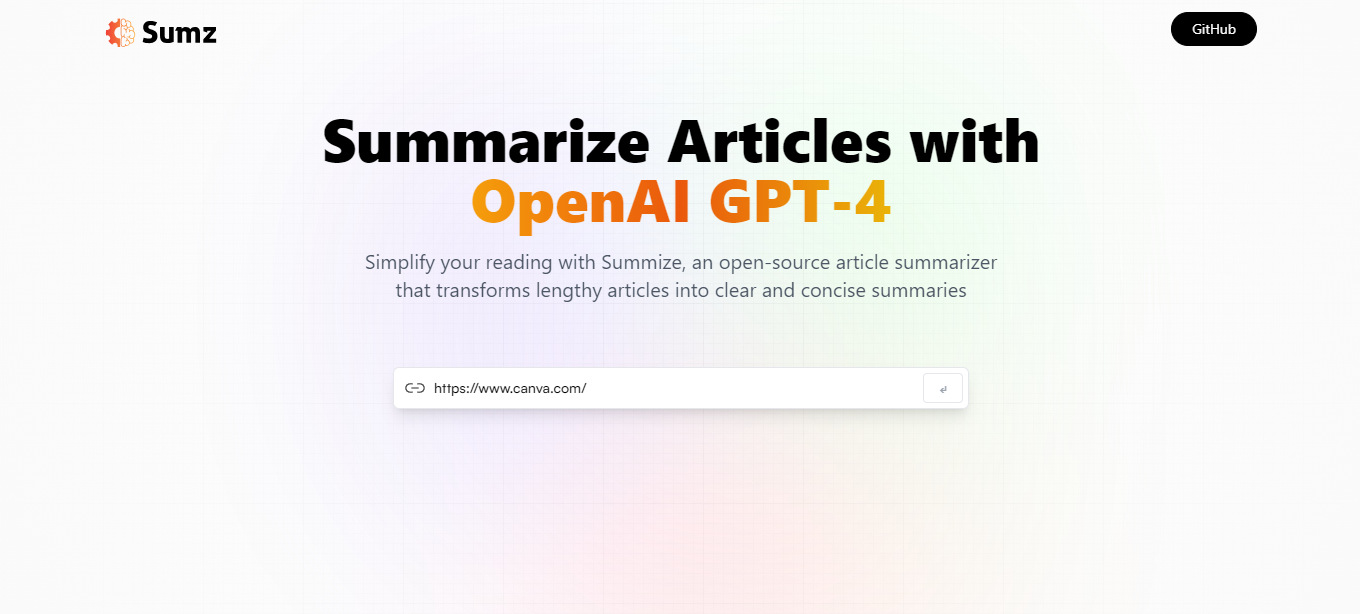 Sumz
GitHub
Summarize Articles with
OpenAI GPT-4
Simplify your reading with Summize, an open-source article summarizer
that transforms lengthy articles into clear and concise summaries
https://www.canva.com/
↵